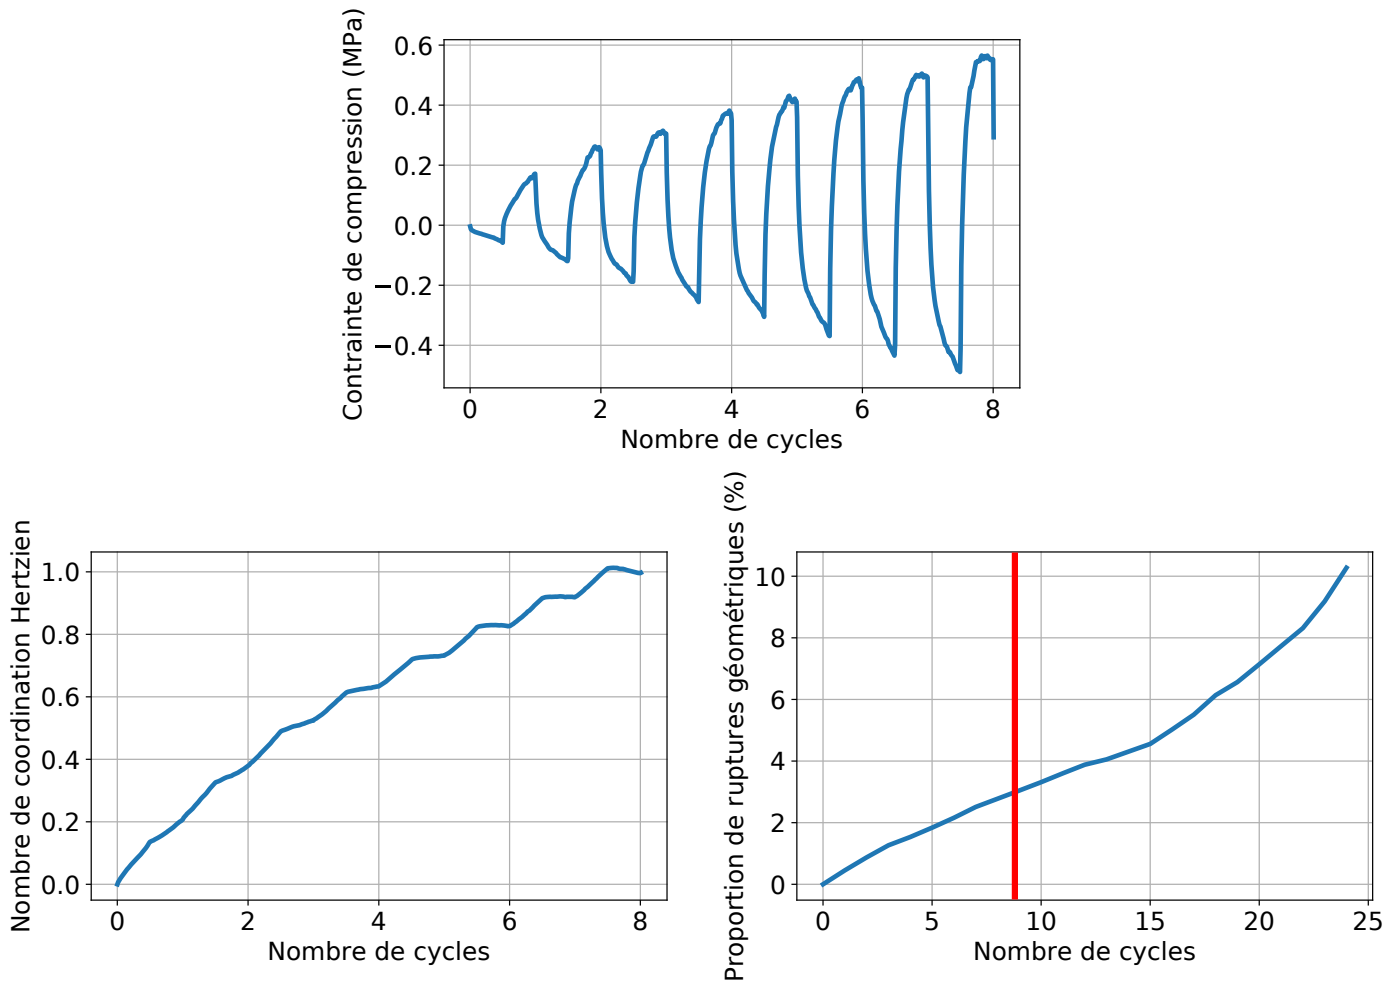 Contrainte de compression (MPa)
0.6
0.4
0.2
0.0
−0.2
−0.4
0 2 4 6 8
Nombre de cycles
Nombre de coordination Hertzien
1.0
0.8
0.6
0.4
0.2
0.0
0 2 4 6 8
Nombre de cycles
Proportion de ruptures géométriques (%)
10
8
6
4
2
0
0 5 10 15 20 25
Nombre de cycles